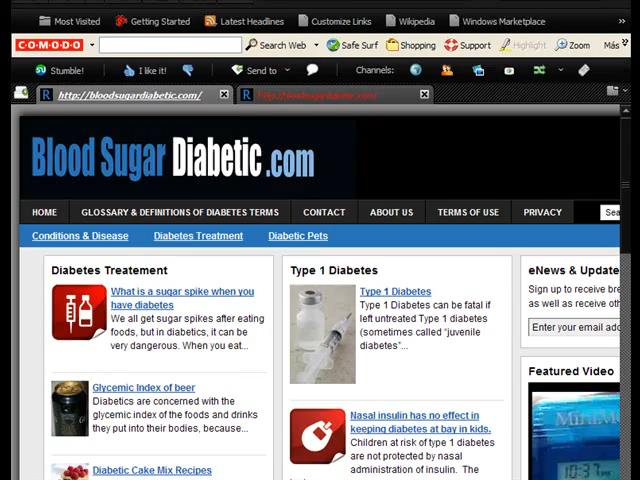 Most Visited Getting Started Latest Headlines Customize Links Wikipedia Windows Marketplace »
COMODO Search Web Safe Surf Shopping Support Highlight Zoom Más »
Stumble! I like it! Send to Channels:
http://bloodsugardiabetic.com/ http://bloodsugardiabetic.com/
Blood Sugar Diabetic .com
HOME GLOSSARY & DEFINITIONS OF DIABETES TERMS CONTACT ABOUT US TERMS OF USE PRIVACY Sea
Conditions & Disease Diabetes Treatment Diabetic Pets
Diabetes Treatement
What is a sugar spike when you
have diabetes
We all get sugar spikes after eating
foods, but in diabetics, it can be
very dangerous. When you eat...
Glycemic Index of beer
Diabetics are concerned with the
glycemic index of the foods and drinks
they put into their bodies, because...
Diabetic Cake Mix Recipes
Type 1 Diabetes
Type 1 Diabetes
Type 1 Diabetes can be fatal if
left untreated Type 1 diabetes
(sometimes called “juvenile
diabetes”...
Nasal insulin has no effect in
keeping diabetes at bay in kids.
Children at risk of type 1 diabetes
are not protected by nasal
administration of insulin. The
eNews & Update
Sign up to receive bre
as well as receive oth
Enter your email add
Featured Video
10:37